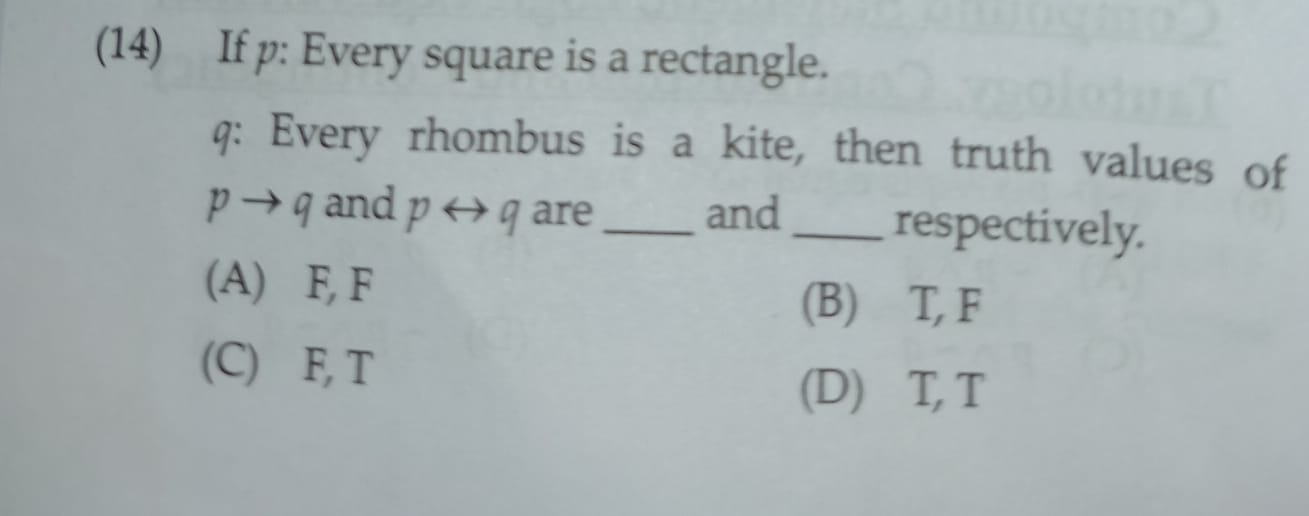 (14) If p: Every square is a rectangle.
q: Every rhombus is a kite, then truth values of
p → q and p ↔ q are ____ and ____ respectively.
(A) F, F (B) T, F
(C) F, T (D) T, T